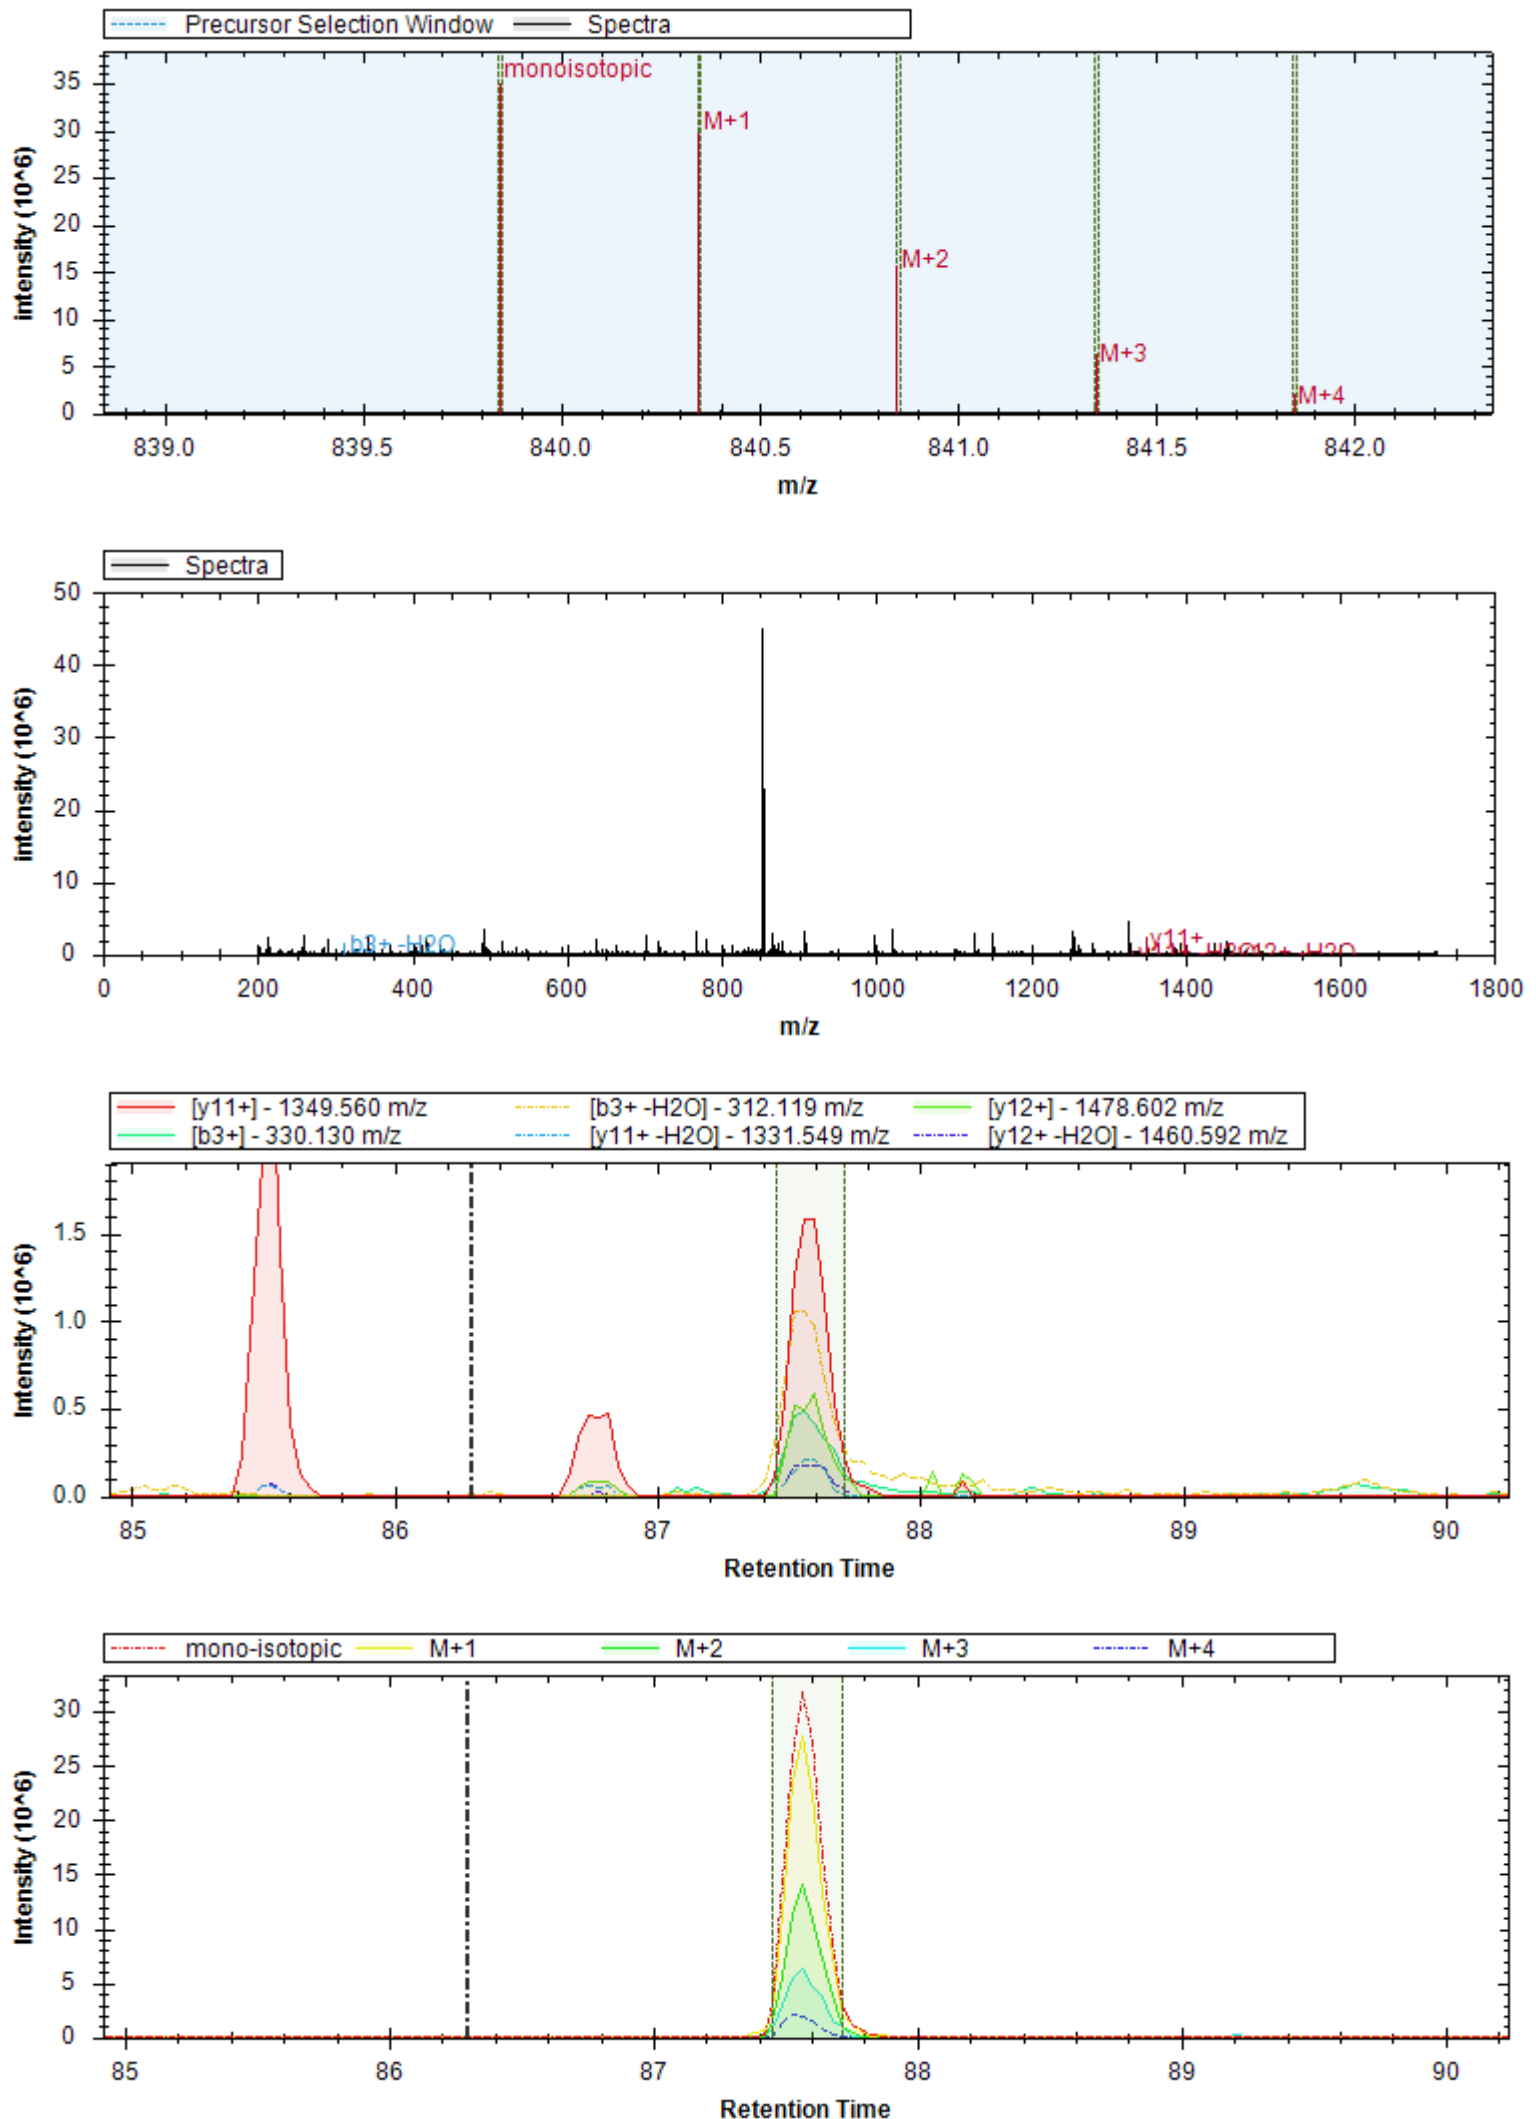 Precursor Selection Window Spectra
intensity (10^6)
35
30
25
20
15
10
5
0
monoisotopic
M+1
M+2
M+3
M+4
839.0 839.5 840.0 840.5 841.0 841.5 842.0
m/z
Spectra
intensity (10^6)
50
40
30
20
10
0
b3+ -H2O
y11+
-H2O
-H2O
0 200 400 600 800 1000 1200 1400 1600 1800
m/z
[y11+] - 1349.560 m/z [b3+ -H2O] - 312.119 m/z [y12+] - 1478.602 m/z
[b3+] - 330.130 m/z [y11+ -H2O] - 1331.549 m/z [y12+ -H2O] - 1460.592 m/z
Intensity (10^6)
1.5
1.0
0.5
0.0
85 86 87 88 89 90
Retention Time
mono-isotopic M+1 M+2 M+3 M+4
Intensity (10^6)
30
25
20
15
10
5
0
85 86 87 88 89 90
Retention Time